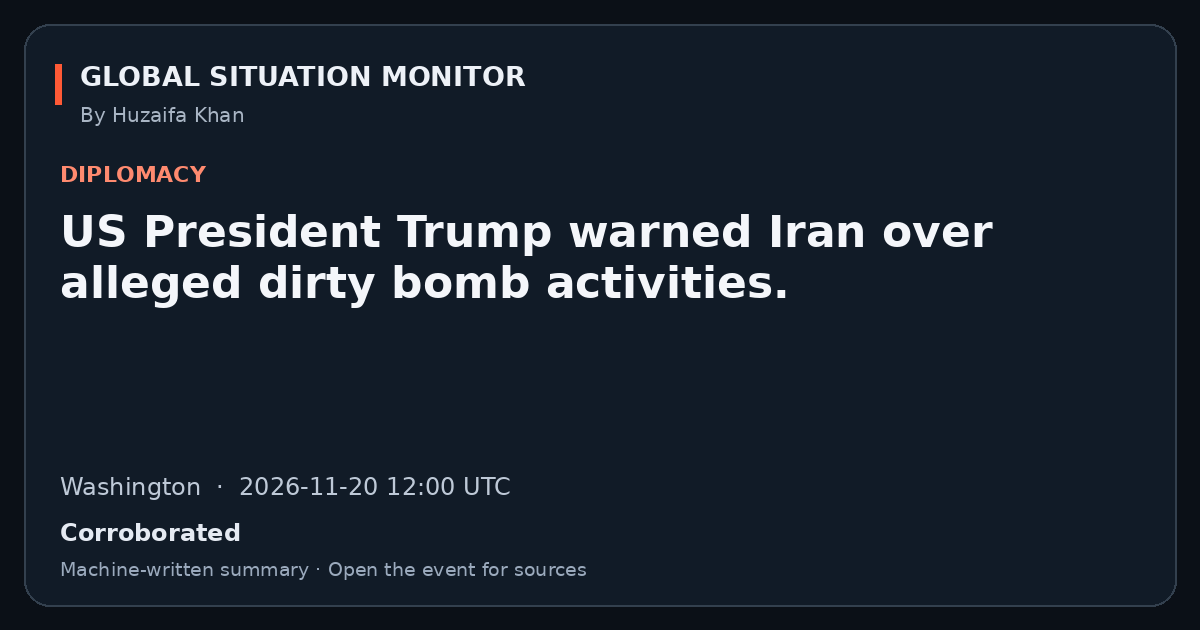 GLOBAL SITUATION MONITOR
By Huzaifa Khan
DIPLOMACY
US President Trump warned Iran over
alleged dirty bomb activities.
Washington · 2026-11-20 12:00 UTC
Corroborated
Machine-written summary · Open the event for sources